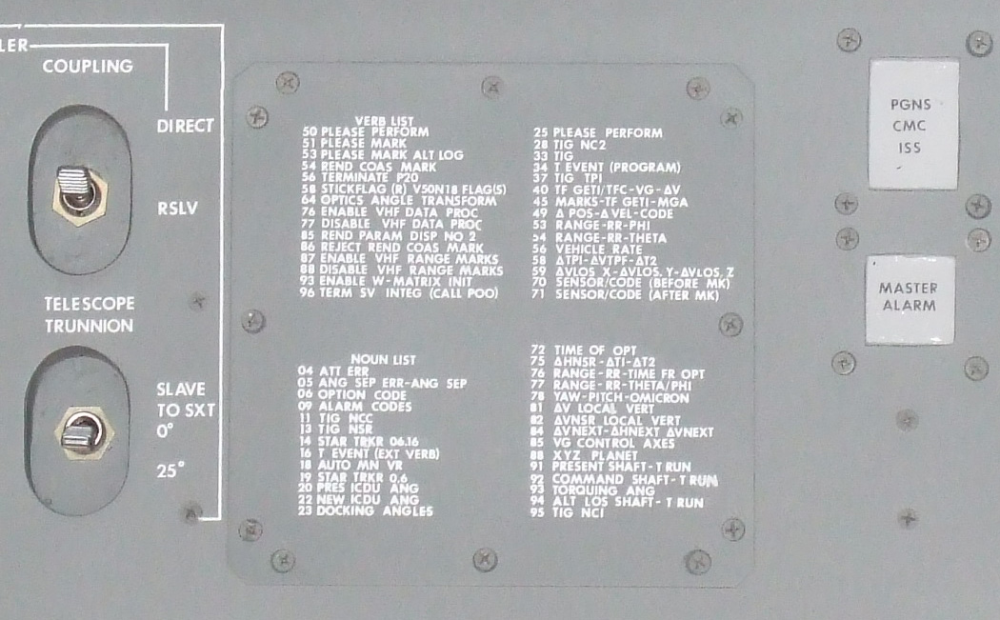 LER
COUPLING
DIRECT
RSLV
TELESCOPE
TRUNNION
SLAVE
TO SXT
0°
25°
VERB LIST
50 PLEASE PERFORM
51 PLEASE MARK
53 PLEASE MARK ALT LOG
54 REND COAS MARK
56 TERMINATE P20
58 STICKFLAG (R) V50N18 FLAG(S)
64 OPTICS ANGLE TRANSFORM
76 ENABLE VHF DATA PROC
77 DISABLE VHF DATA PROC
85 REND PARAM DISP NO 2
86 REJECT REND COAS MARK
87 ENABLE VHF RANGE MARKS
88 DISABLE VHF RANGE MARKS
93 ENABLE W-MATRIX INIT
96 TERM SV INTEG (CALL POO)
NOUN LIST
04 ATT ERR
05 ANG SEP ERR-ANG SEP
06 OPTION CODE
09 ALARM CODES
11 TIG NCC
13 TIG NSR
14 STAR TRKR 06.16
16 T EVENT (EXT VERB)
18 AUTO MN VR
19 STAR TRKR 0,6
20 PRES ICDU ANG
22 NEW ICDU ANG
23 DOCKING ANGLES
25 PLEASE PERFORM
28 TIG NC2
33 TIG
34 T EVENT (PROGRAM)
37 TIG TPI
40 TF GETI/TFC-VG-ΔV
45 MARKS-TF GETI-MGA
49 Δ POS-ΔVEL-CODE
53 RANGE-RR-PHI
54 RANGE-RR-THETA
56 VEHICLE RATE
58 ΔTPI-ΔVTPF-ΔT2
59 ΔVLOS X-ΔVLOS, Y-ΔVLOS, Z
70 SENSOR/CODE (BEFORE MK)
71 SENSOR/CODE (AFTER MK)
72 TIME OF OPT
75 ΔHNSR-ΔTI-ΔT2
76 RANGE-RR-TIME FR OPT
77 RANGE-RR-THETA/PHI
78 YAW-PITCH-OMICRON
81 ΔV LOCAL VERT
82 ΔVNSR LOCAL VERT
84 ΔVNEXT-ΔHNEXT ΔVNEXT
85 VG CONTROL AXES
88 XYZ PLANET
91 PRESENT SHAFT-T RUN
92 COMMAND SHAFT-T RUN
93 TORQUING ANG
94 ALT LOS SHAFT-T RUN
95 TIG NCI
PGNS
CMC
ISS
MASTER
ALARM